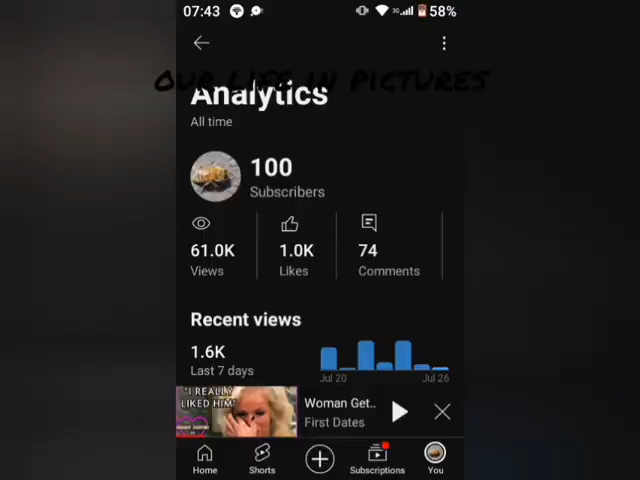 07:43 3G 58%
OUR LIFE IN PICTURES
Analytics
All time
100
Subscribers
61.0K 1.0K 74
Views Likes Comments
Recent views
1.6K
Last 7 days
Jul 20 Jul 26
"I REALLY
LIKED HIM"
Woman Get..
First Dates
Home Shorts Subscriptions You